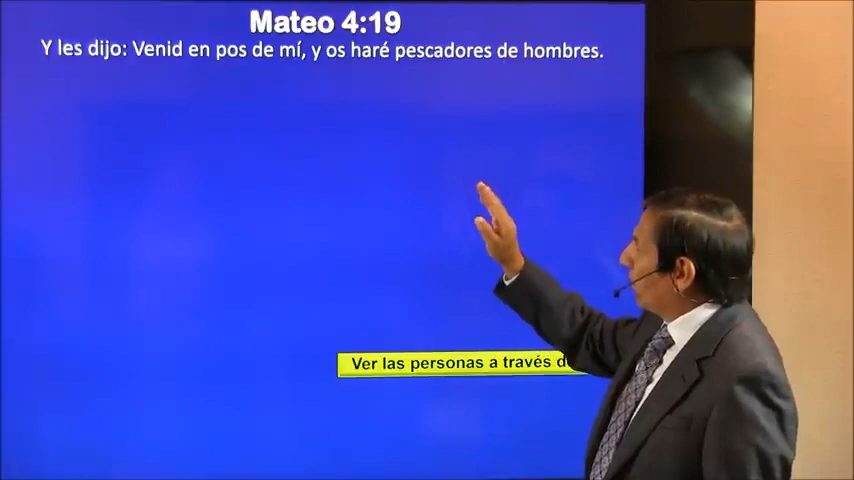 Mateo 4:19
Y les dijo: Venid en pos de mí, y os haré pescadores de hombres.
Ver las personas a través